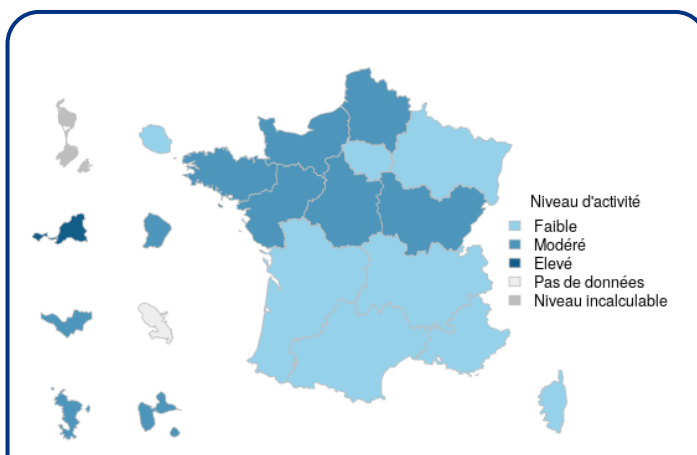 Niveau d'activité
Faible
Modéré
Elevé
Pas de données
Niveau incalculable